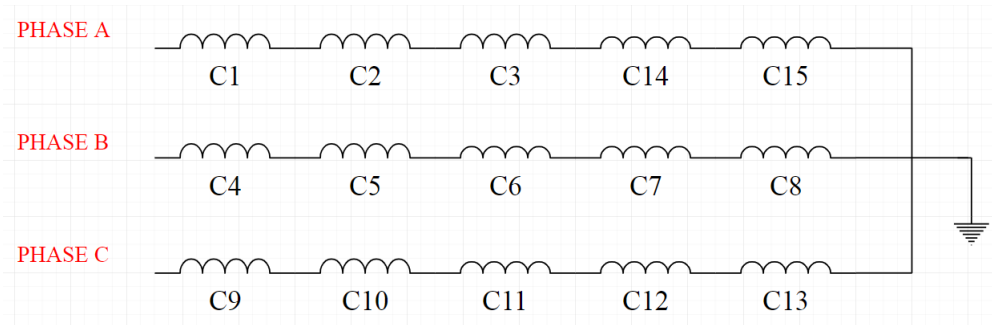 PHASE A
C1 C2 C3 C14 C15
PHASE B
C4 C5 C6 C7 C8
PHASE C
C9 C10 C11 C12 C13